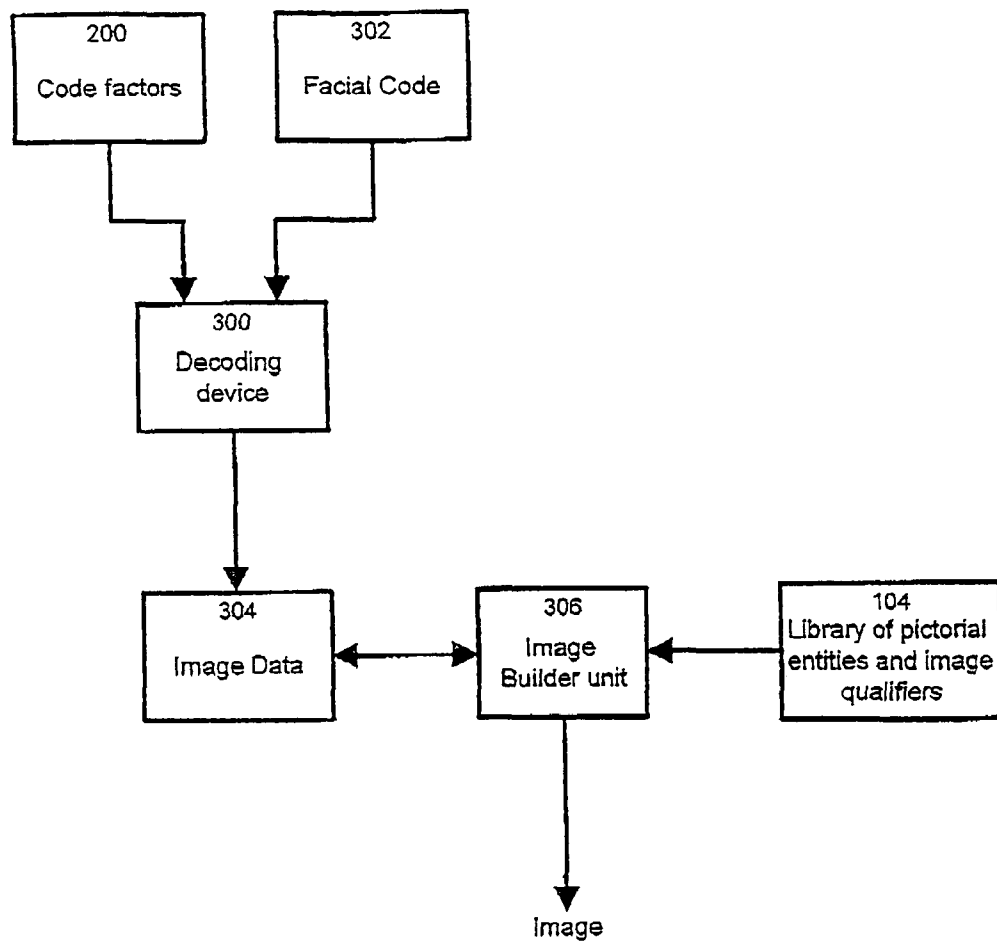 200
Code factors
302
Facial Code
300
Decoding
device
304
Image Data
306
Image
Builder unit
104
Library of pictorial
entities and image
qualifiers
Image